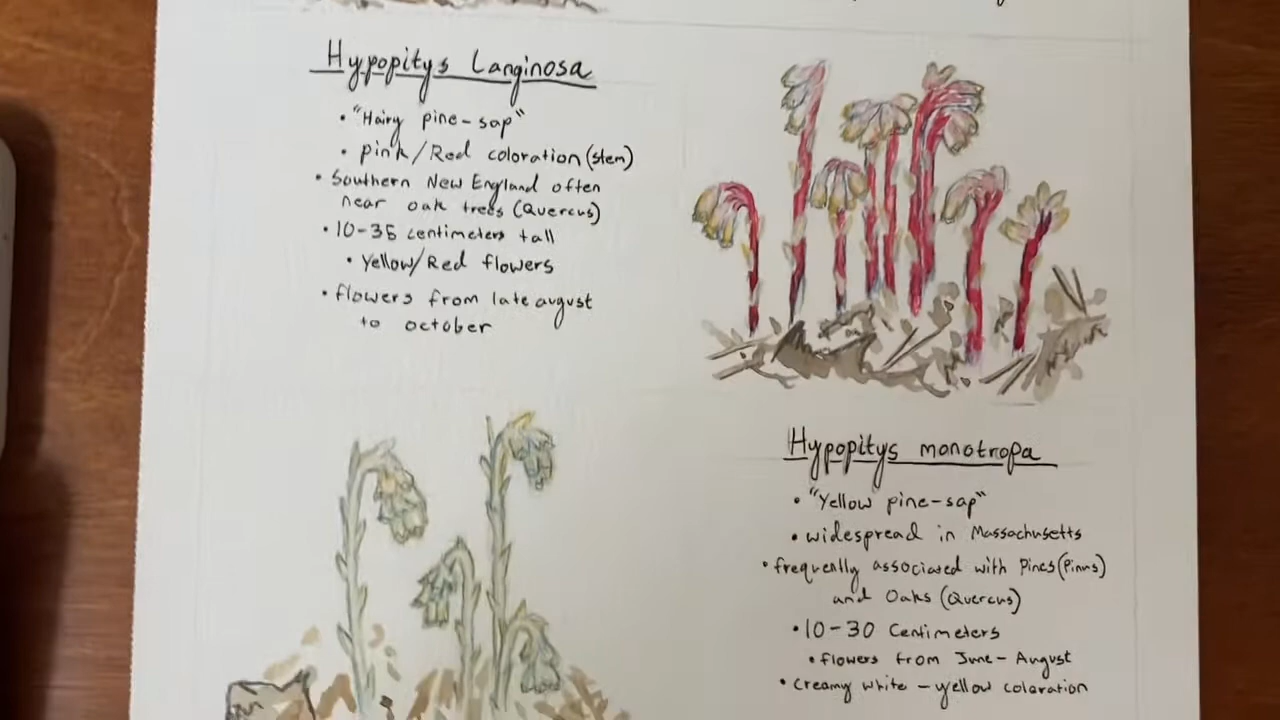 Hypopitys Langinosa
• "Hairy pine-sap"
• pink/Red coloration (stem)
• Southern New England often
near oak trees (Quercus)
• 10-35 centimeters tall
• Yellow/Red flowers
• flowers from late august
to october
Hypopitys monotropa
• "Yellow pine-sap"
• widespread in Massachusetts
• frequently associated with Pines (Pinus)
and Oaks (Quercus)
• 10-30 Centimeters
• flowers from June-August
• creamy white - yellow coloration